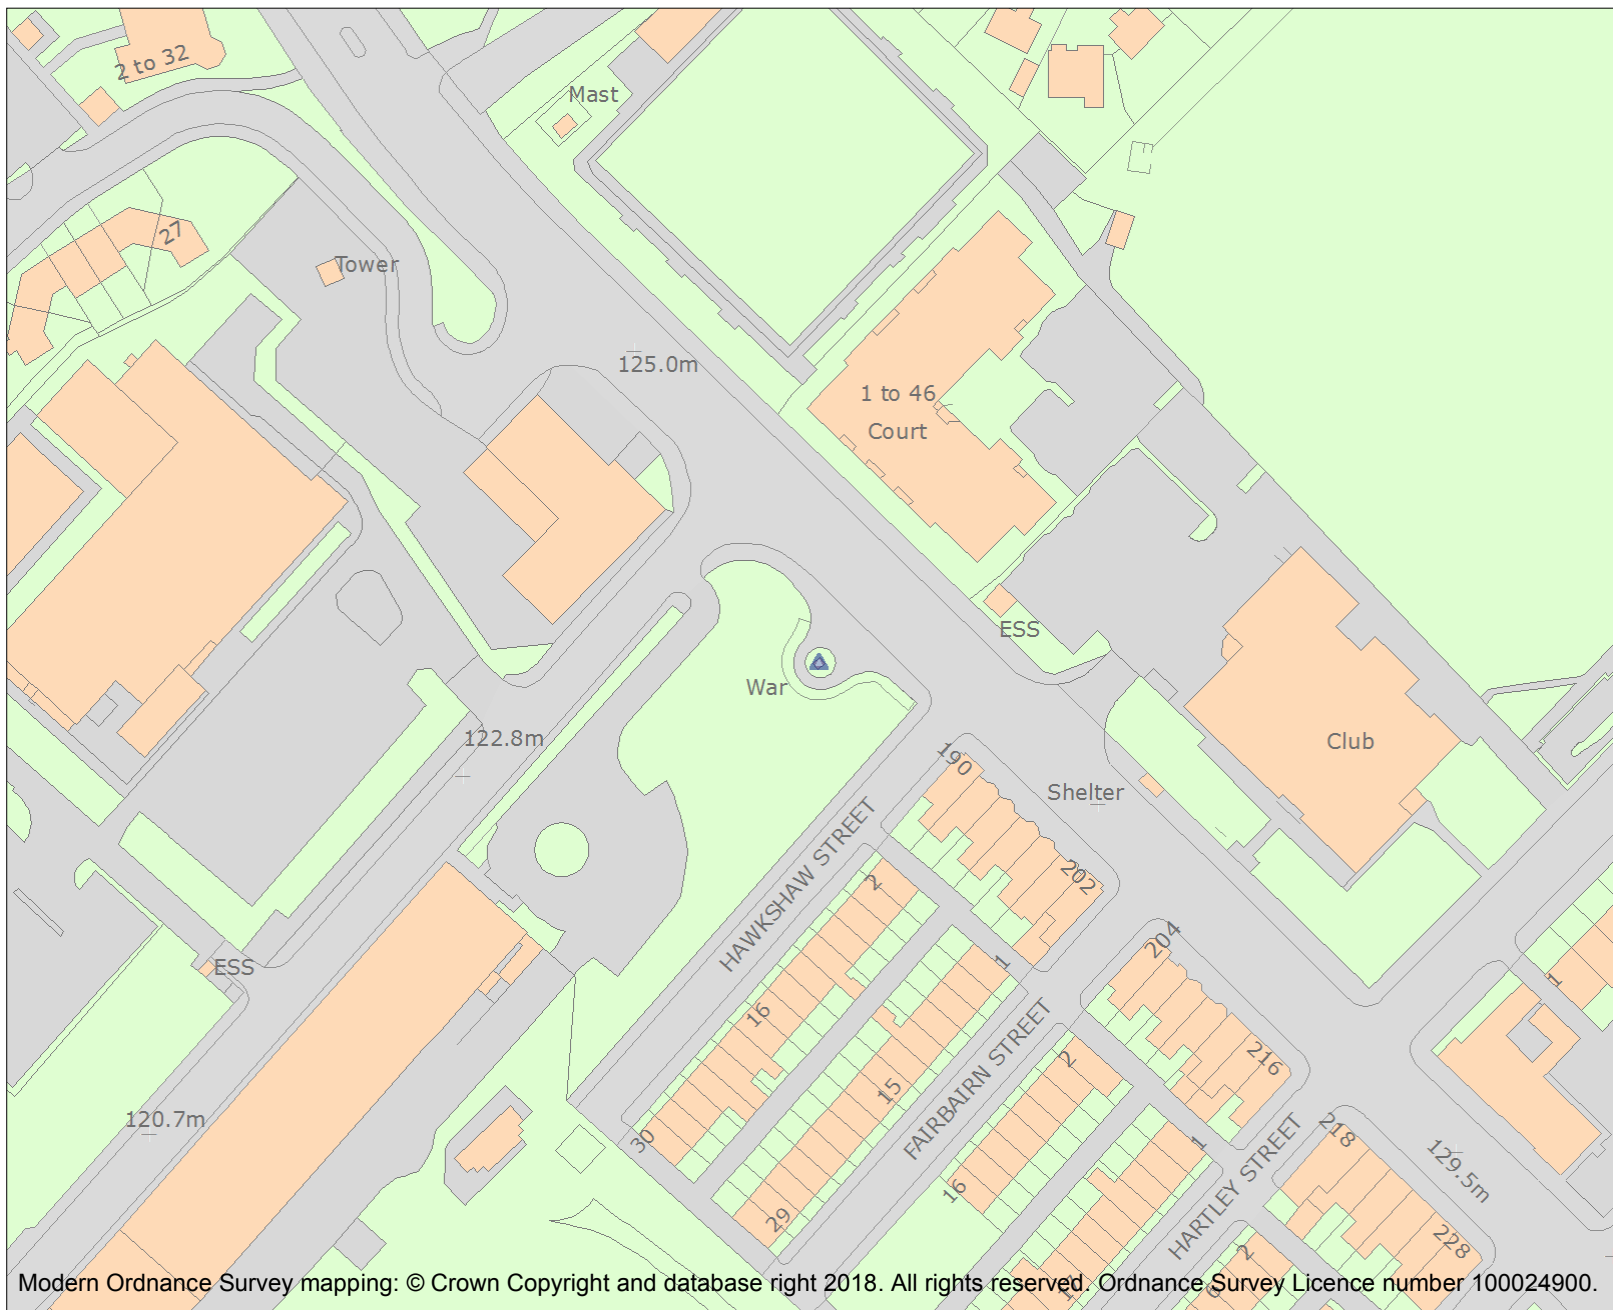 2 to 32
Mast
27
Tower
125.0m
1 to 46
Court
ESS
War
122.8m
Club
190
Shelter
HAWKSHAW STREET
2
202
204
ESS
1
1
16
FAIRBAIRN STREET
2
216
15
120.7m
30
HARTLEY STREET
218
1
129.5m
16
29
2
228
Modern Ordnance Survey mapping: © Crown Copyright and database right 2018. All rights reserved. Ordnance Survey Licence number 100024900.